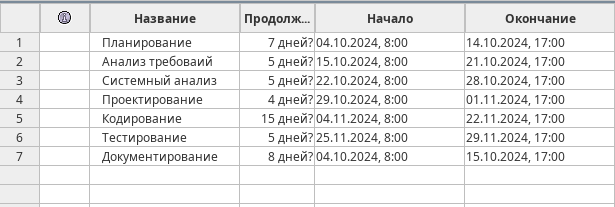 Название Продолж... Начало Окончание
1 Планирование 7 дней? 04.10.2024, 8:00 14.10.2024, 17:00
2 Анализ требоваий 5 дней? 15.10.2024, 8:00 21.10.2024, 17:00
3 Системный анализ 5 дней? 22.10.2024, 8:00 28.10.2024, 17:00
4 Проектирование 4 дней? 29.10.2024, 8:00 01.11.2024, 17:00
5 Кодирование 15 дней? 04.11.2024, 8:00 22.11.2024, 17:00
6 Тестирование 5 дней? 25.11.2024, 8:00 29.11.2024, 17:00
7 Документирование 8 дней? 04.10.2024, 8:00 15.10.2024, 17:00